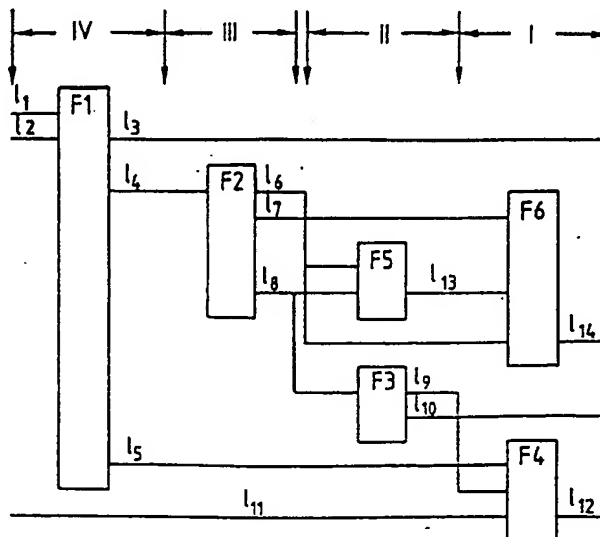 IV III II I
l1 F1
l2 l3
l4 F2 l6 F6
l7
F5
l8 l13
l14
F3 l9
l10
l5 F4
l11 l12